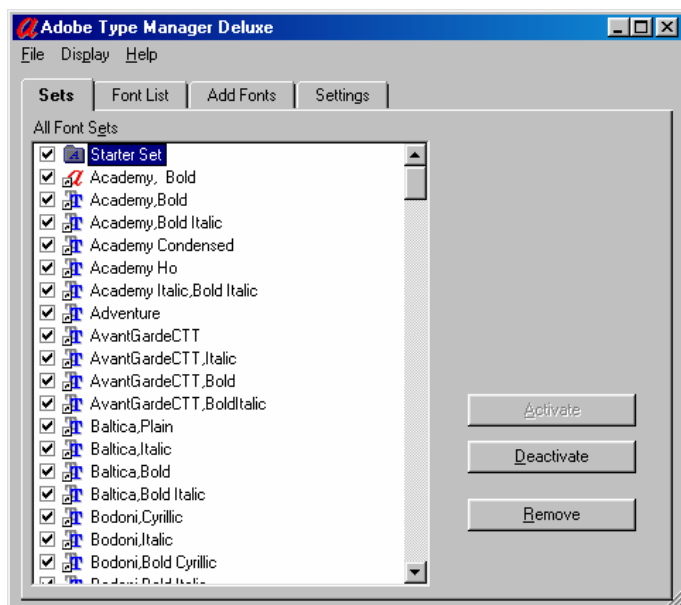 Adobe Type Manager Deluxe
File Display Help
Sets Font List Add Fonts Settings
All Font Sets
Starter Set
Academy, Bold
Academy,Bold
Academy,Bold Italic
Academy Condensed
Academy Ho
Academy Italic,Bold Italic
Adventure
AvantGardeCTT
AvantGardeCTT,Italic
AvantGardeCTT,Bold
AvantGardeCTT,BoldItalic
Activate
Baltica,Plain
Baltica,Italic
Deactivate
Baltica,Bold
Baltica,Bold Italic
Bodoni,Cyrillic
Remove
Bodoni,Italic
Bodoni,Bold Cyrillic
Bodoni,Bold Italic